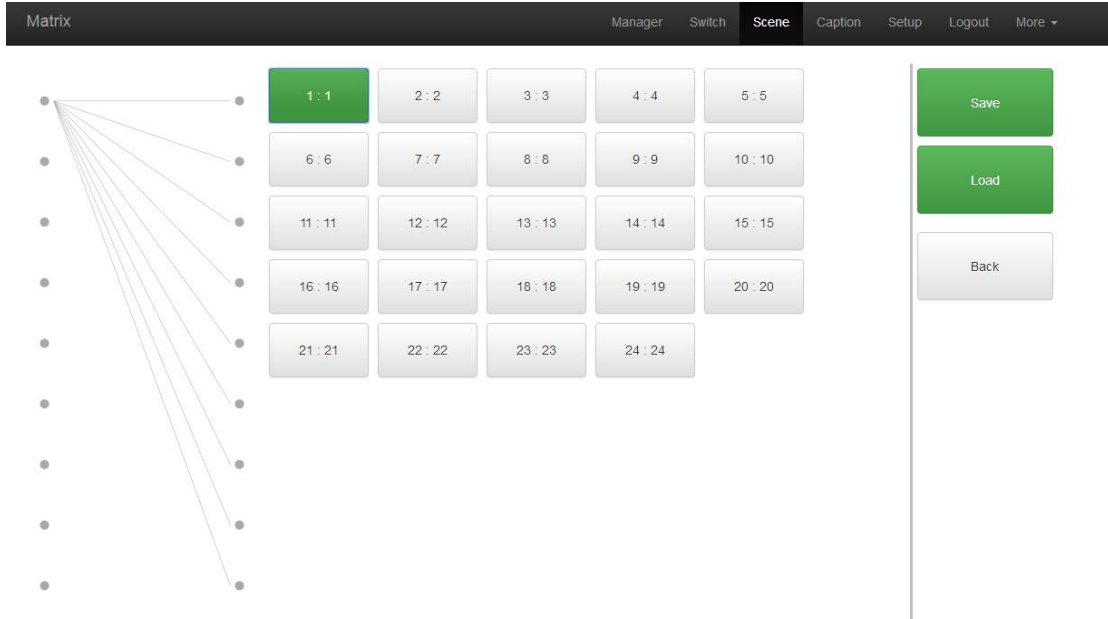 Matrix Manager Switch Scene Caption Setup Logout More
1 : 1 2 : 2 3 : 3 4 : 4 5 : 5
6 : 6 7 : 7 8 : 8 9 : 9 10 : 10
11 : 11 12 : 12 13 : 13 14 : 14 15 : 15
16 : 16 17 : 17 18 : 18 19 : 19 20 : 20
21 : 21 22 : 22 23 : 23 24 : 24
Save
Load
Back